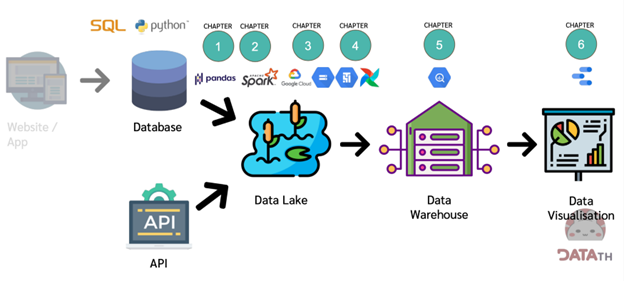 SQL
python
CHAPTER
1
CHAPTER
2
CHAPTER
3
CHAPTER
4
CHAPTER
5
CHAPTER
6
pandas
APACHE
Spark
Google Cloud
Website /
App
Database
API
API
Data Lake
Data
Warehouse
Data
Visualisation
DATATH